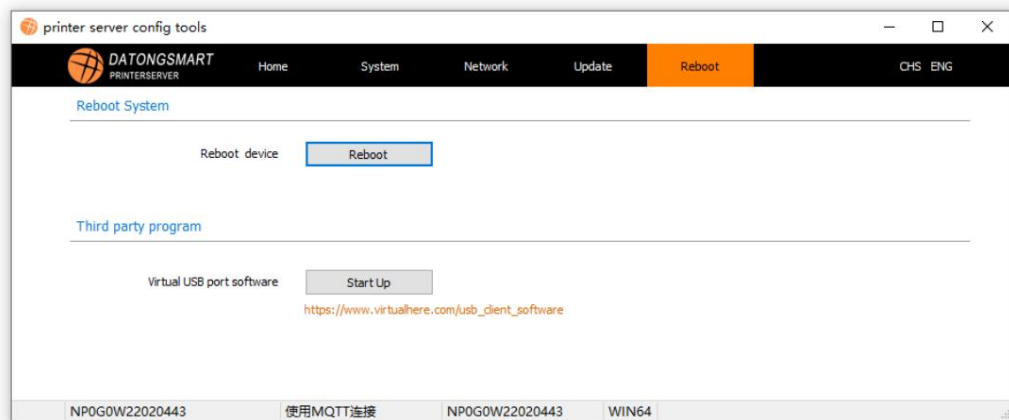 printer server config tools
DATONGSMART
PRINTERSERVER
Home System Network Update Reboot CHS ENG
Reboot System
Reboot device Reboot
Third party program
Virtual USB port software Start Up
https://www.virtualhere.com/usb_client_software
NP0G0W22020443 使用MQTT连接 NP0G0W22020443 WIN64